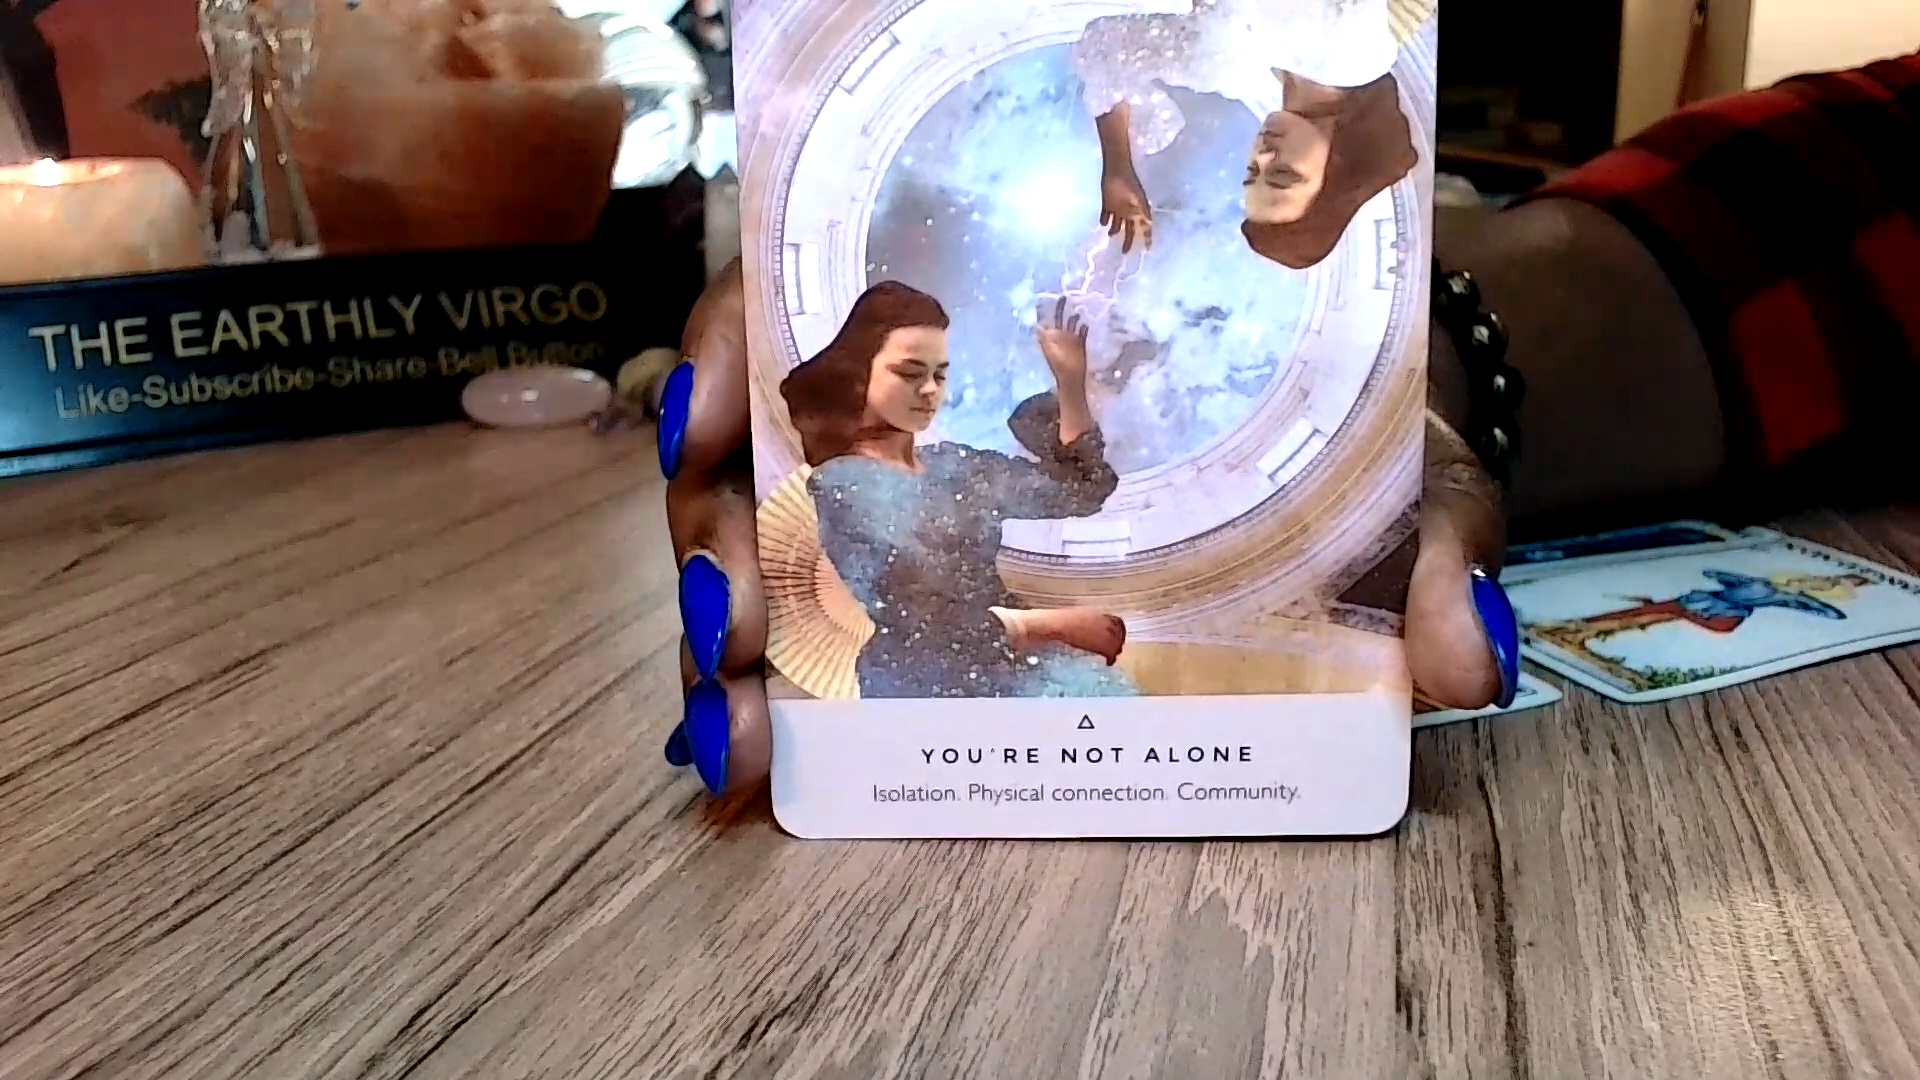 THE EARTHLY VIRGO
Like-Subscribe-Share-Bell Button
YOU'RE NOT ALONE
Isolation. Physical connection. Community.